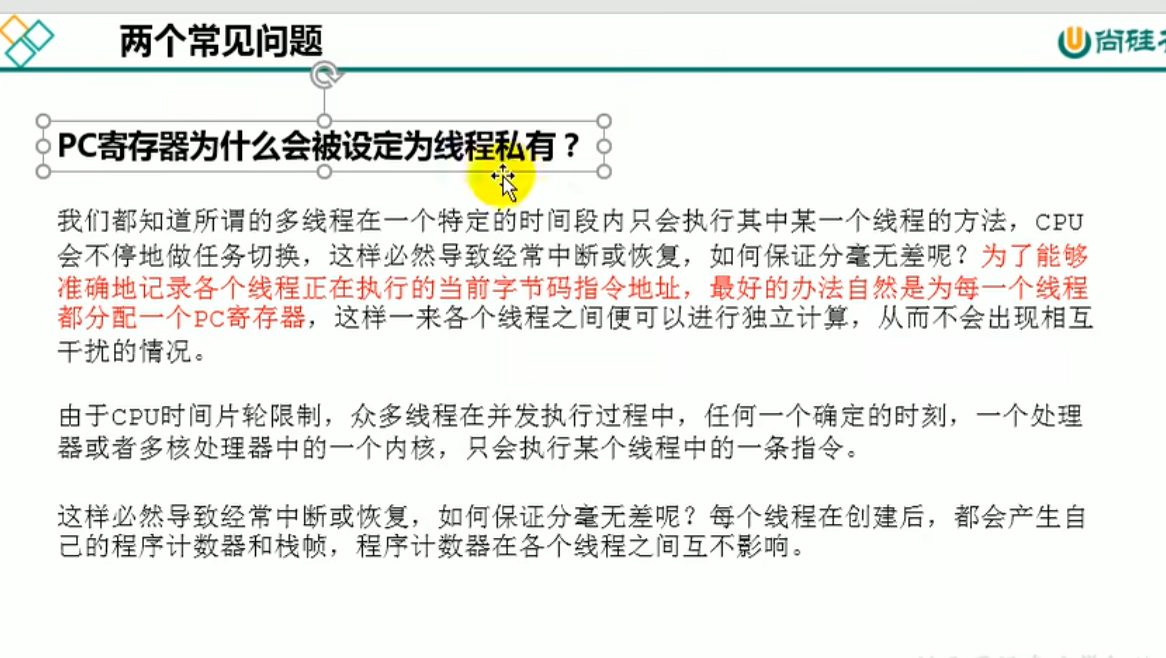 两个常见问题
尚硅
PC寄存器为什么会被设定为线程私有？
我们都知道所谓的多线程在一个特定的时间段内只会执行其中某一个线程的方法，CPU
会不停地做任务切换，这样必然导致经常中断或恢复，如何保证分毫无差呢？为了能够
准确地记录各个线程正在执行的当前字节码指令地址，最好的办法自然是为每一个线程
都分配一个PC寄存器，这样一来各个线程之间便可以进行独立计算，从而不会出现相互
干扰的情况。
由于CPU时间片轮限制，众多线程在并发执行过程中，任何一个确定的时刻，一个处理
器或者多核处理器中的一个内核，只会执行某个线程中的一条指令。
这样必然导致经常中断或恢复，如何保证分毫无差呢？每个线程在创建后，都会产生自
己的程序计数器和栈帧，程序计数器在各个线程之间互不影响。